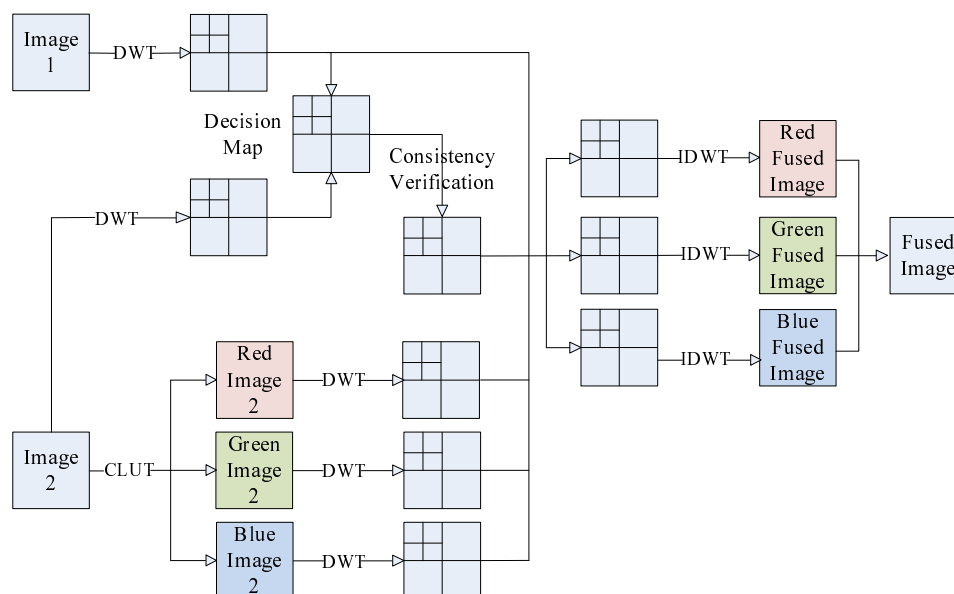 Image
1
DWT
Decision
Map
Consistency
Verification
DWT
IDWT
Red
Fused
Image
IDWT
Green
Fused
Image
IDWT
Blue
Fused
Image
Fused
Image
Image
2
CLUT
Red
Image
2
DWT
Green
Image
2
DWT
Blue
Image
2
DWT